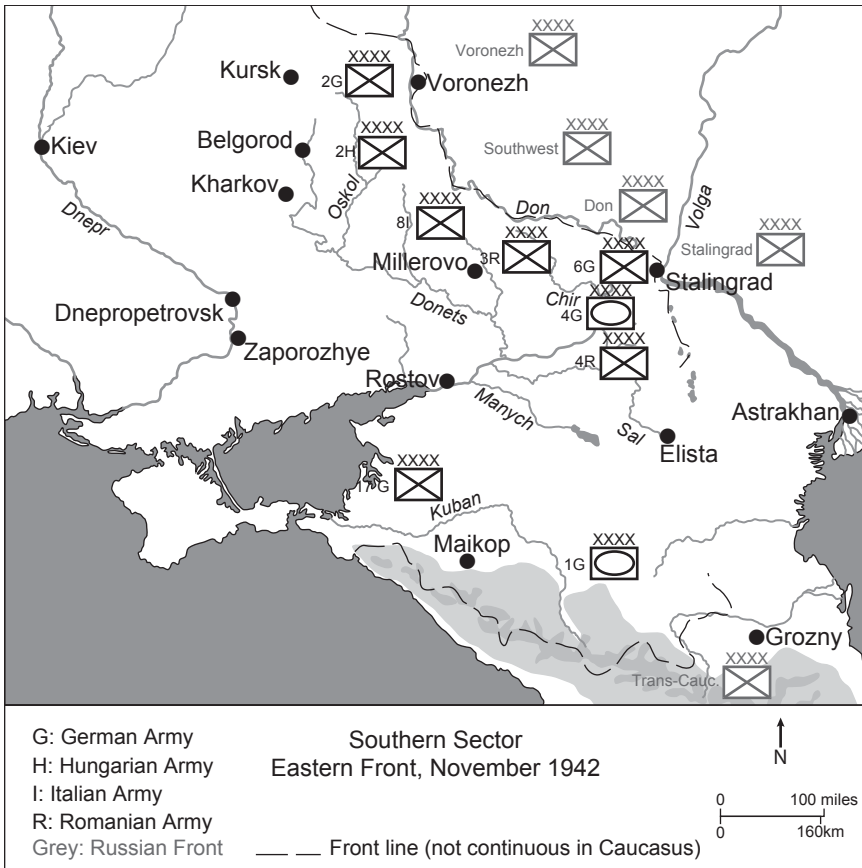 XXXX
Voronezh
XXXX
Kursk
2G
Voronezh
XXXX
Kiev
Belgorod
2H
XXXX
Southwest
Kharkov
Oskol
XXXX
8I
Don
XXXX
Don
Volga
Dnepr
XXXX
3R
XXXX
6G
XXXX
Stalingrad
Millerovo
Stalingrad
Chir
XXXX
4G
Donets
Dnepropetrovsk
Zaporozhye
XXXX
4R
Rostov
Manych
Sal
Elista
Astrakhan
XXXX
17 G
Kuban
Maikop
XXXX
1G
Grozny
XXXX
Trans-Cauc.
G: German Army
H: Hungarian Army
I: Italian Army
R: Romanian Army
Grey: Russian Front
Southern Sector
Eastern Front, November 1942
Front line (not continuous in Caucasus)
N
0 100 miles
0 160km